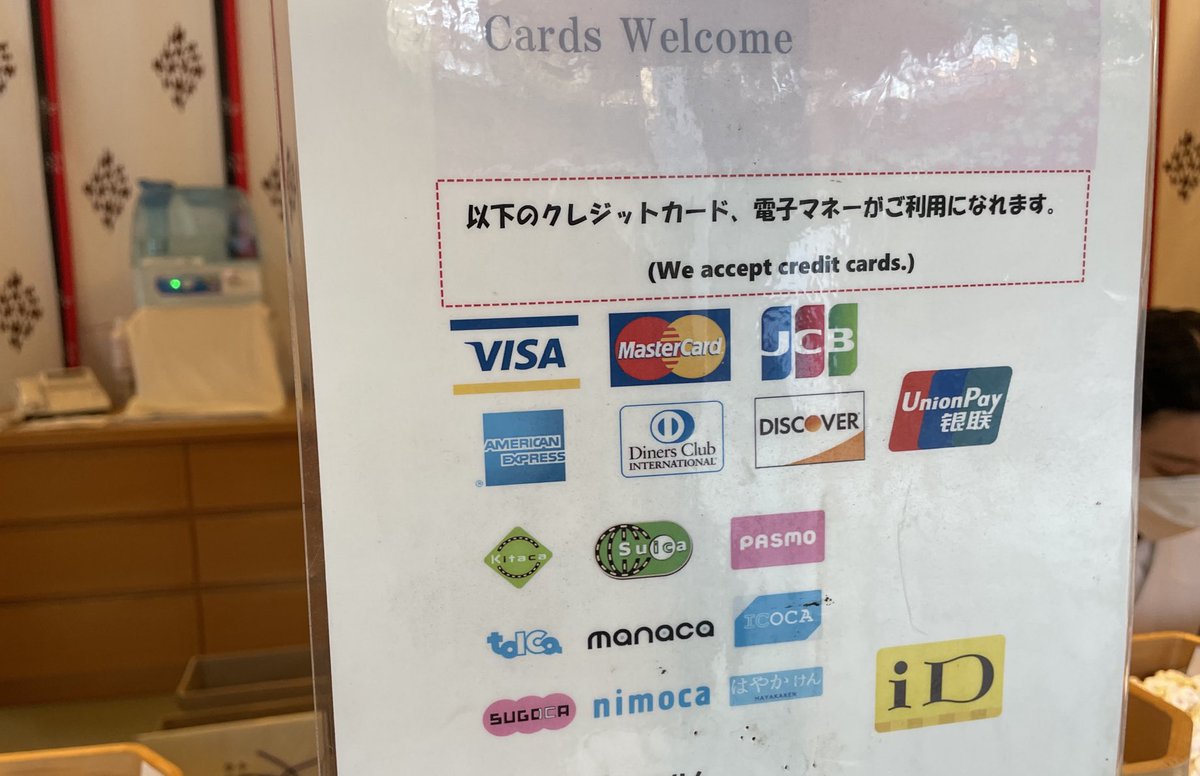 Cards Welcome
以下のクレジットカード、電子マネーがご利用になれます。
(We accept credit cards.)
VISA
MasterCard
JCB
AMERICAN
EXPRESS
®
Diners Club
INTERNATIONAL
DISCOVER
UnionPay
银联
Kitaca
Suica
PASMO
toICa
manaca
ICOCA
SUGOCA
nimoca
はやかけん
HAYAKAKEN
iD